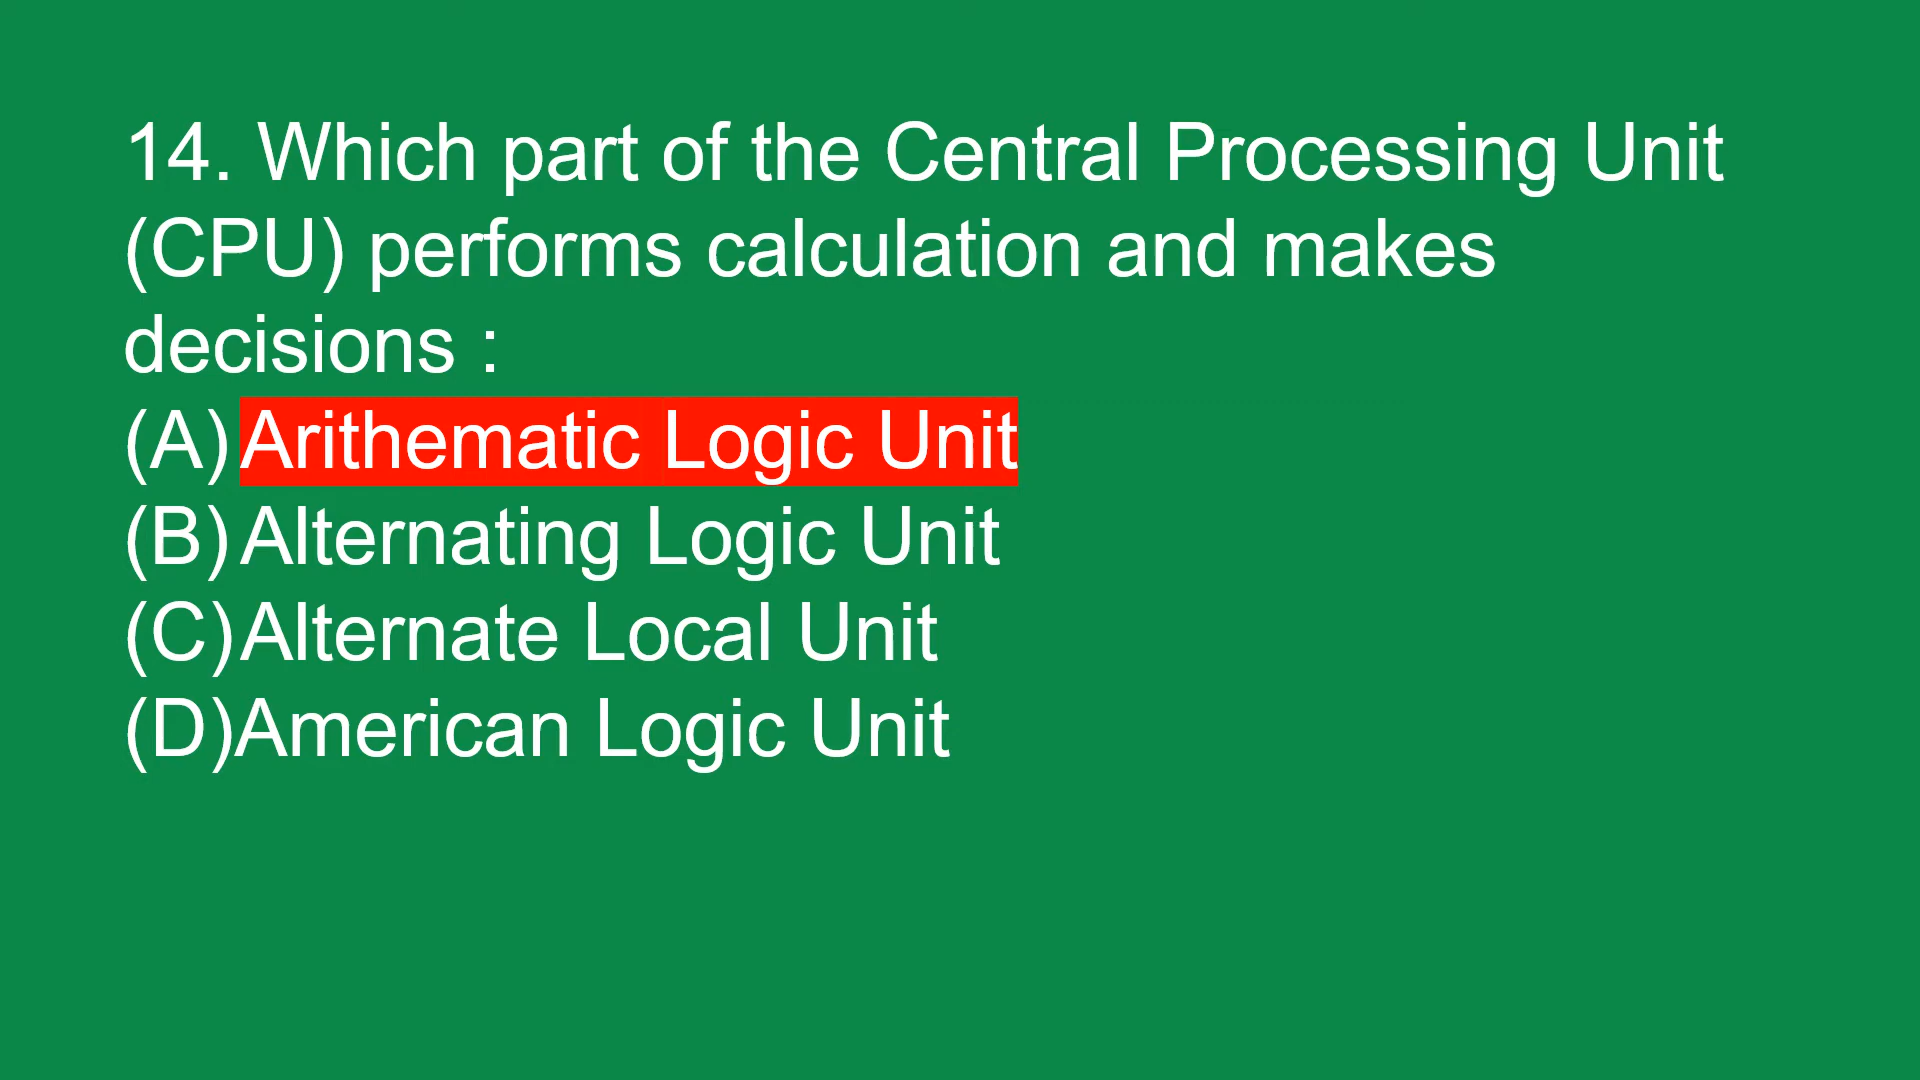 14. Which part of the Central Processing Unit
(CPU) performs calculation and makes
decisions :
(A) Arithematic Logic Unit
(B) Alternating Logic Unit
(C) Alternate Local Unit
(D) American Logic Unit